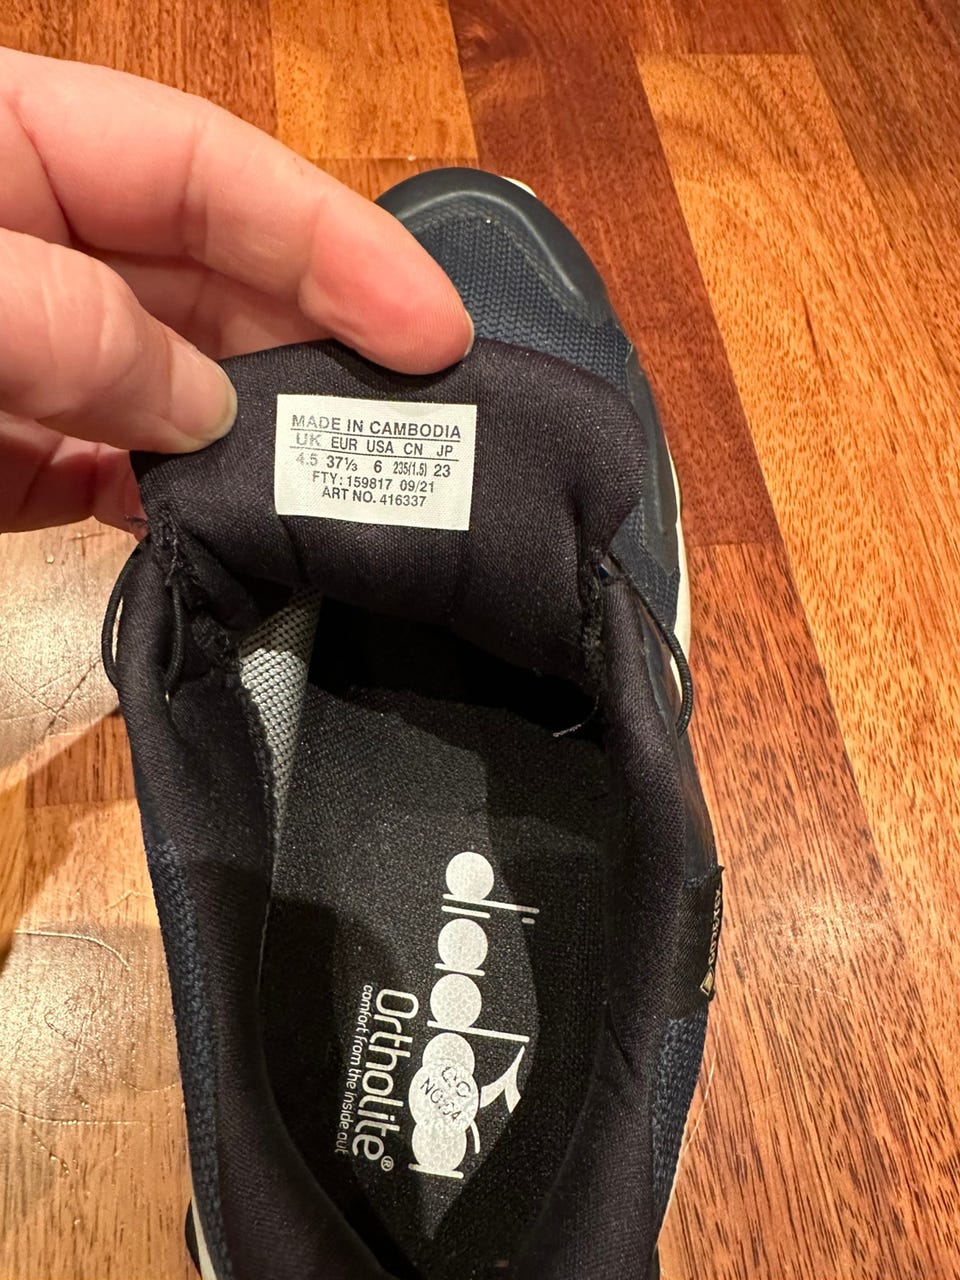 MADE IN CAMBODIA
UK EUR USA CN JP
4.5 37⅓ 6 235(1.5) 23
FTY: 159817 09/21
ART NO. 416337
diadora
Ortholite®
comfort from the inside out